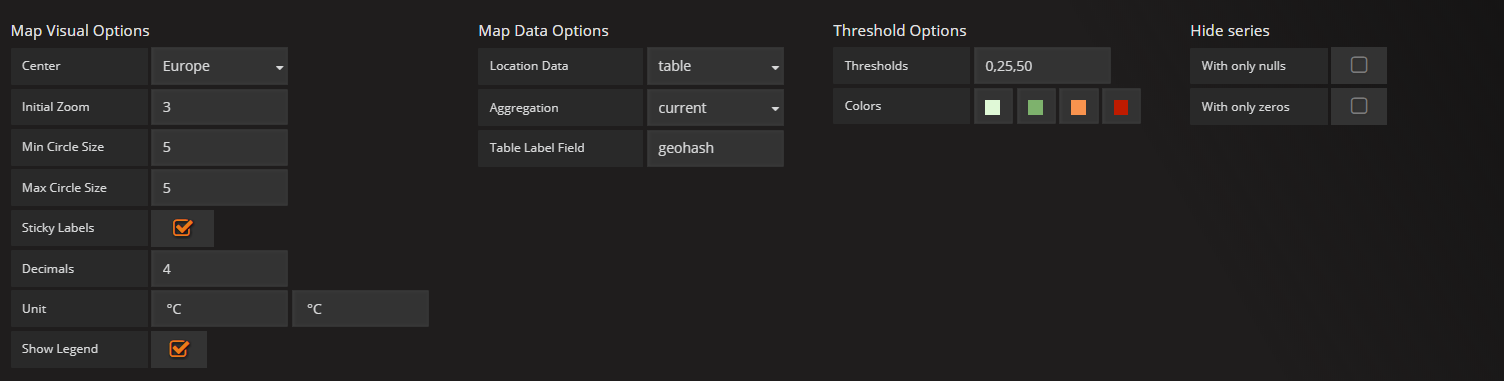 Map Visual Options
Center Europe
Initial Zoom 3
Min Circle Size 5
Max Circle Size 5
Sticky Labels
Decimals 4
Unit °C °C
Show Legend
Map Data Options
Location Data table
Aggregation current
Table Label Field geohash
Threshold Options
Thresholds 0,25,50
Colors
Hide series
With only nulls
With only zeros